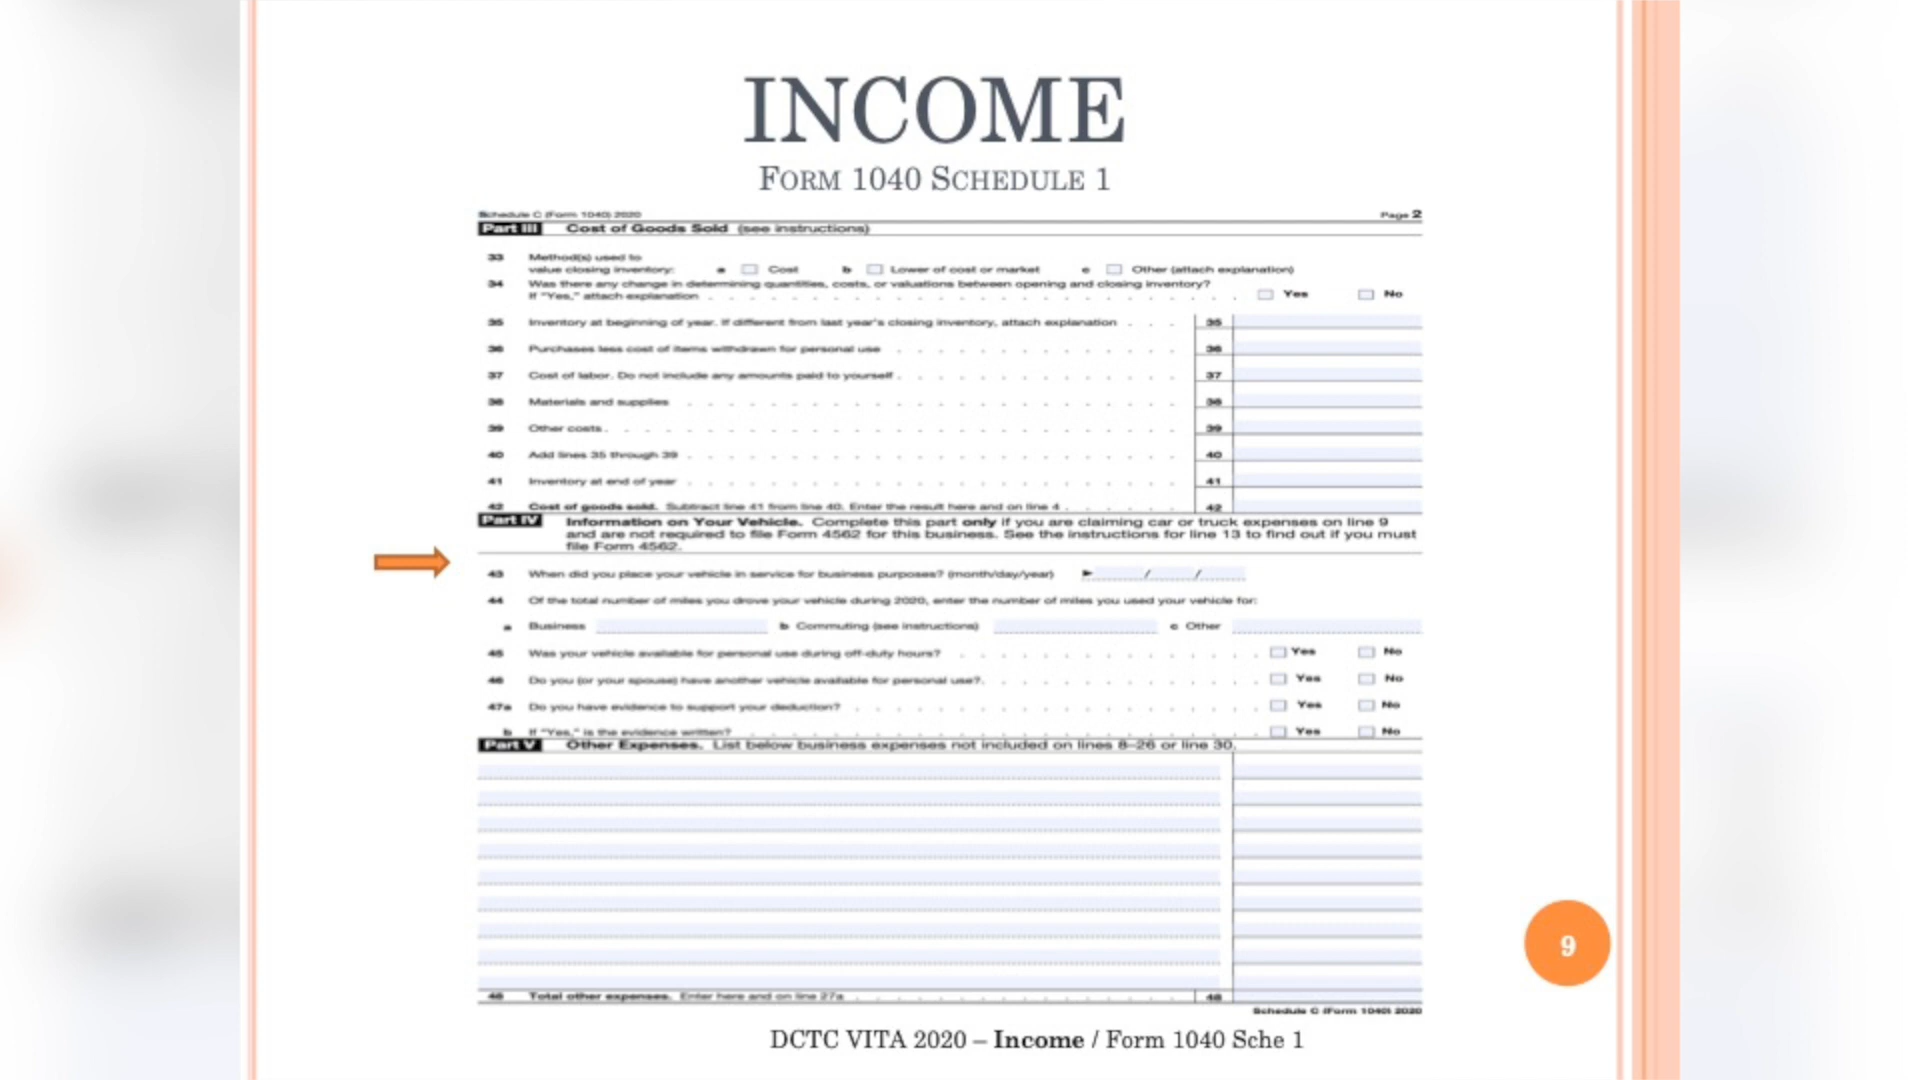 INCOME
FORM 1040 SCHEDULE 1
Schedule C (Form 1040) 2020 Page 2
Part III Cost of Goods Sold (see instructions)
33 Method(s) used to
value closing inventory: a Cost b Lower of cost or market c Other (attach explanation)
34 Was there any change in determining quantities, costs, or valuations between opening and closing inventory?
If "Yes," attach explanation Yes No
35 Inventory at beginning of year. If different from last year's closing inventory, attach explanation 35
36 Purchases less cost of items withdrawn for personal use 36
37 Cost of labor. Do not include any amounts paid to yourself 37
38 Materials and supplies 38
39 Other costs 39
40 Add lines 35 through 39 40
41 Inventory at end of year 41
42 Cost of goods sold. Subtract line 41 from line 40. Enter the result here and on line 4 42
Part IV Information on Your Vehicle. Complete this part only if you are claiming car or truck expenses on line 9
and are not required to file Form 4562 for this business. See the instructions for line 13 to find out if you must
file Form 4562.
43 When did you place your vehicle in service for business purposes? (month/day/year) / /
44 Of the total number of miles you drove your vehicle during 2020, enter the number of miles you used your vehicle for:
a Business b Commuting (see instructions) c Other
45 Was your vehicle available for personal use during off-duty hours? Yes No
46 Do you (or your spouse) have another vehicle available for personal use? Yes No
47a Do you have evidence to support your deduction? Yes No
b If "Yes," is the evidence written? Yes No
Part V Other Expenses. List below business expenses not included on lines 8–26 or line 30.
48 Total other expenses. Enter here and on line 27a 48
Schedule C (Form 1040) 2020
9
DCTC VITA 2020 – Income / Form 1040 Sche 1